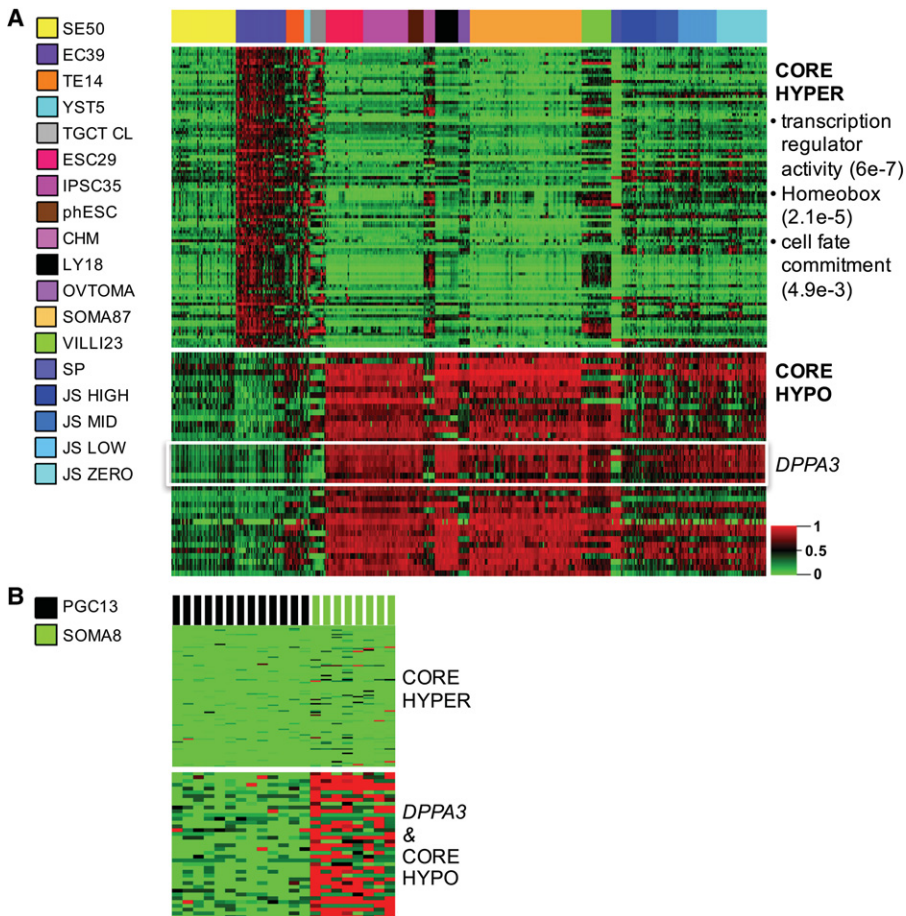 A
SE50
EC39
TE14
YST5
TGCT CL
ESC29
IPSC35
phESC
CHM
LY18
OVTOMA
SOMA87
VILLI23
SP
JS HIGH
JS MID
JS LOW
JS ZERO
CORE
HYPER
• transcription
regulator
activity (6e-7)
• Homeobox
(2.1e-5)
• cell fate
commitment
(4.9e-3)
CORE
HYPO
DPPA3
1
0.5
0
B
PGC13
SOMA8
CORE
HYPER
DPPA3
&
CORE
HYPO